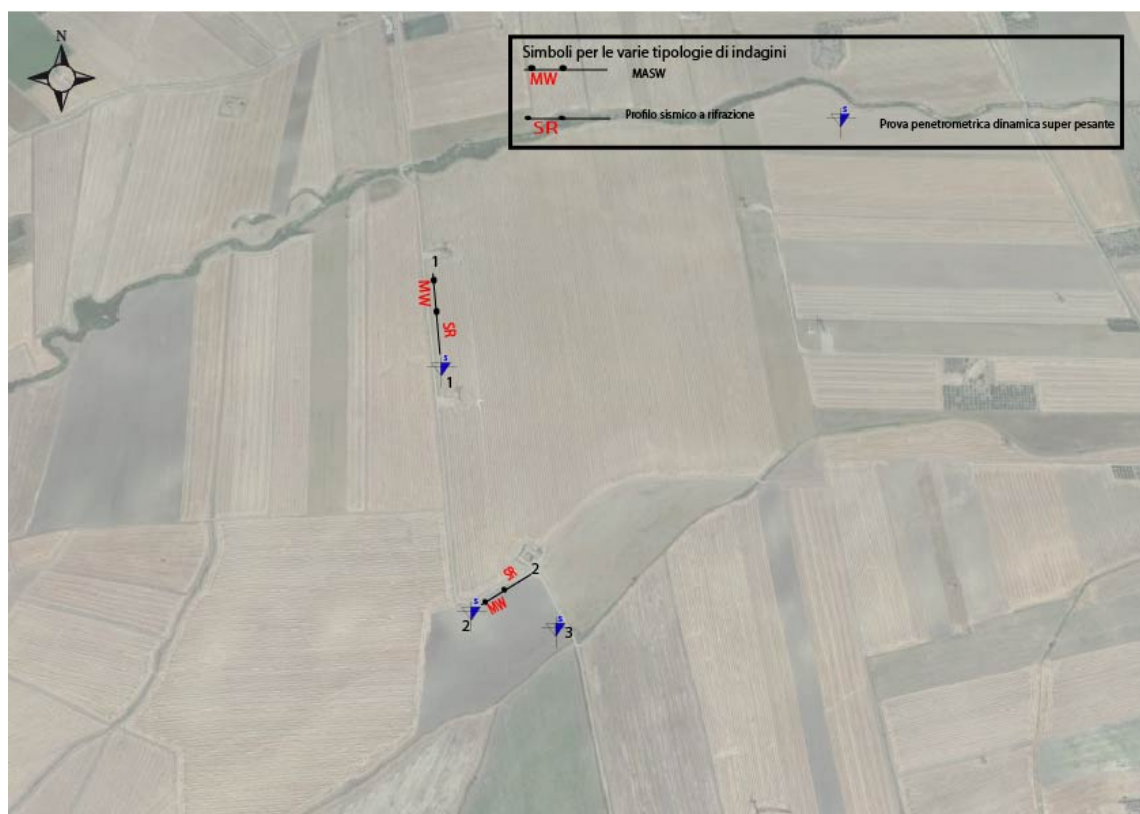 N
Simboli per le varie tipologie di indagini
MW
MASW
SR
Profilo sismico a rifrazione
S
Prova penetrometrica dinamica super pesante
1
MW
SR
S
1
SR
2
S
MW
2
S
3